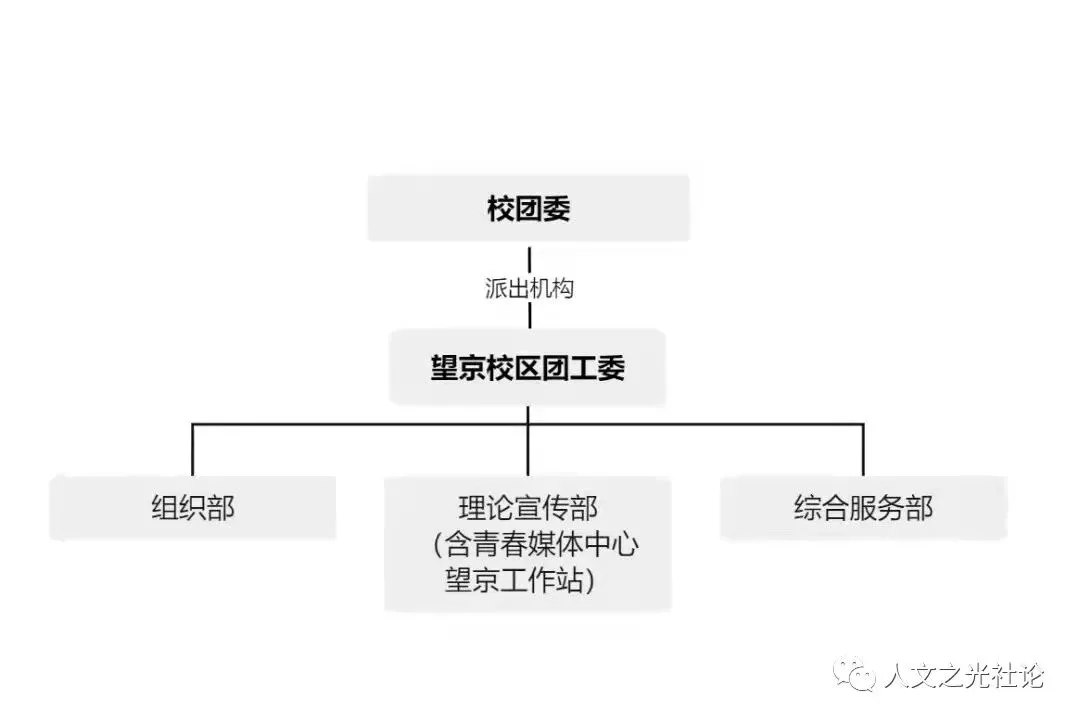 校团委
派出机构
望京校区团工委
组织部
理论宣传部
（含青春媒体中心
望京工作站）
综合服务部
人文之光社论